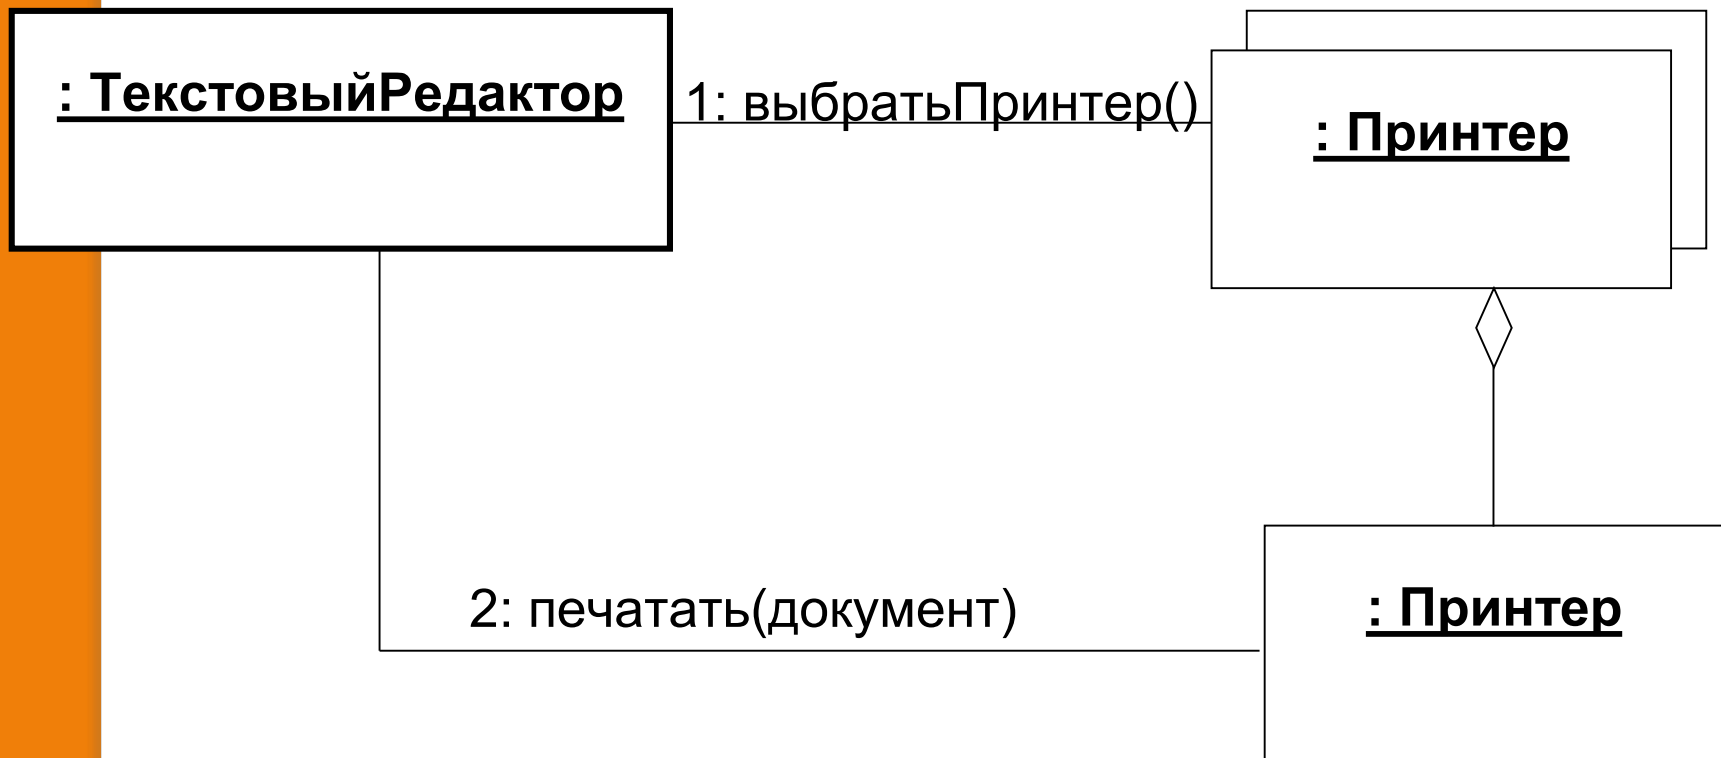 : ТекстовыйРедактор
1: выбратьПринтер()
: Принтер
2: печатать(документ)
: Принтер